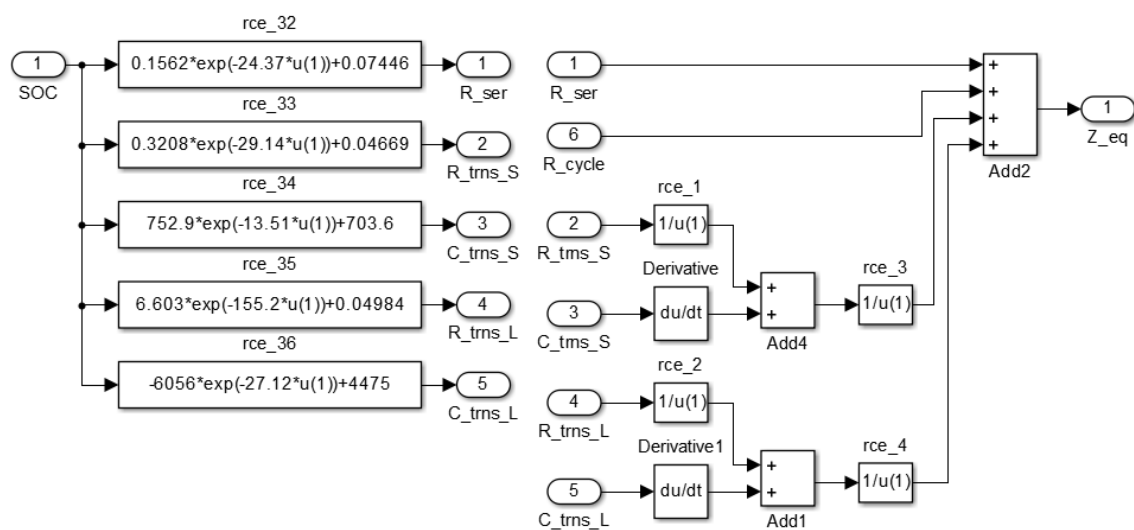 rce_32
1
SOC
0.1562*exp(-24.37*u(1))+0.07446
1
R_ser
rce_33
0.3208*exp(-29.14*u(1))+0.04669
2
R_trns_S
rce_34
752.9*exp(-13.51*u(1))+703.6
3
C_trns_S
rce_35
6.603*exp(-155.2*u(1))+0.04984
4
R_trns_L
rce_36
-6056*exp(-27.12*u(1))+4475
5
C_trns_L
1
R_ser
6
R_cycle
2
R_trns_S
rce_1
1/u(1)
3
C_trns_S
Derivative
du/dt
+
+
Add4
rce_3
1/u(1)
4
R_trns_L
rce_2
1/u(1)
5
C_trns_L
Derivative1
du/dt
+
+
Add1
rce_4
1/u(1)
+
+
+
+
Add2
1
Z_eq